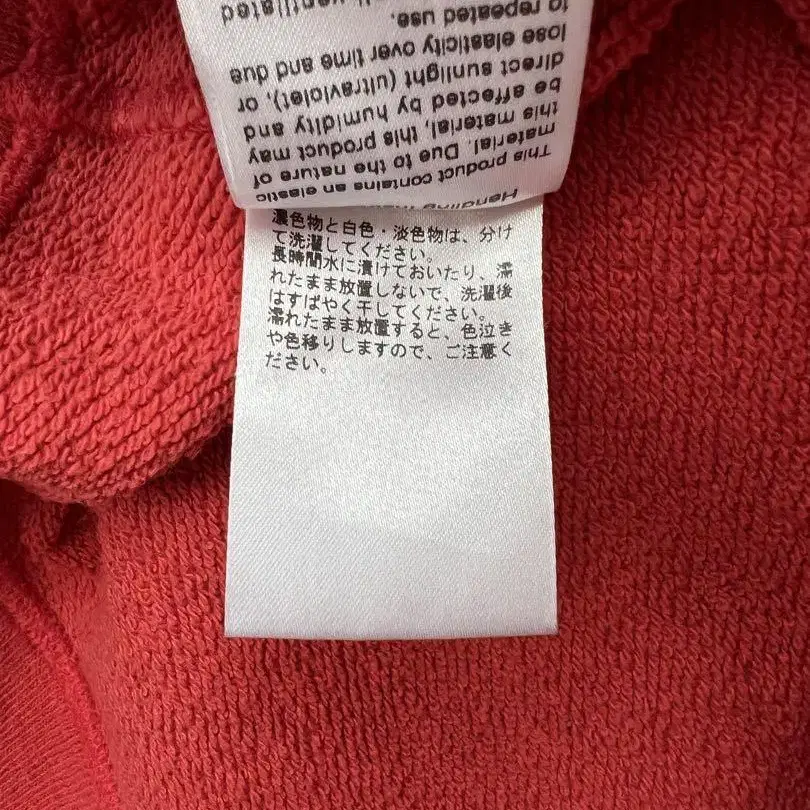 Handling
This product contains an elastic
material. Due to the nature of
this material, this product may
be affected by humidity and
direct sunlight (ultraviolet), or
lose elasticity over time and due
to repeated use.
ventilated
濃色物と白色・淡色物は、分け
て洗濯してください。
長時間水に漬けておいたり、濡
れたまま放置しないで、洗濯後
はすばやく干してください。
濡れたまま放置すると、色泣き
や色移りしますので、ご注意く
ださい。